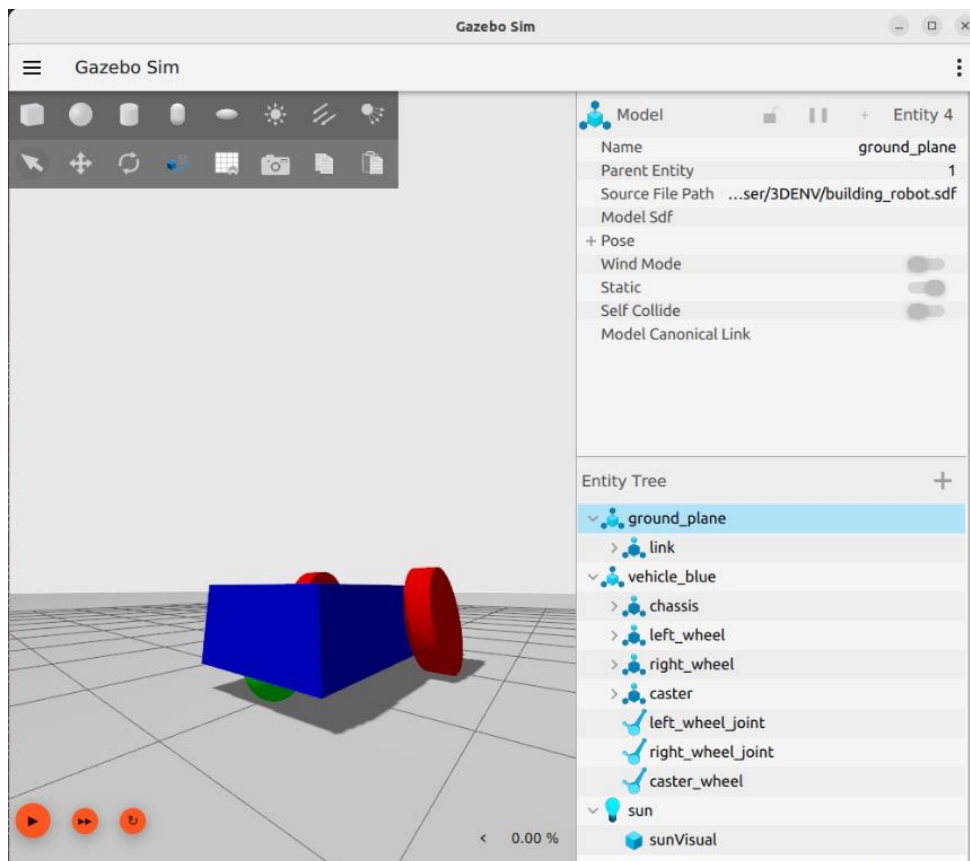 Gazebo Sim
Gazebo Sim
Model Entity 4
Name ground_plane
Parent Entity 1
Source File Path ...ser/3DENV/building_robot.sdf
Model Sdf
+ Pose
Wind Mode
Static
Self Collide
Model Canonical Link
Entity Tree
ground_plane
link
vehicle_blue
chassis
left_wheel
right_wheel
caster
left_wheel_joint
right_wheel_joint
caster_wheel
sun
sunVisual
< 0.00 %